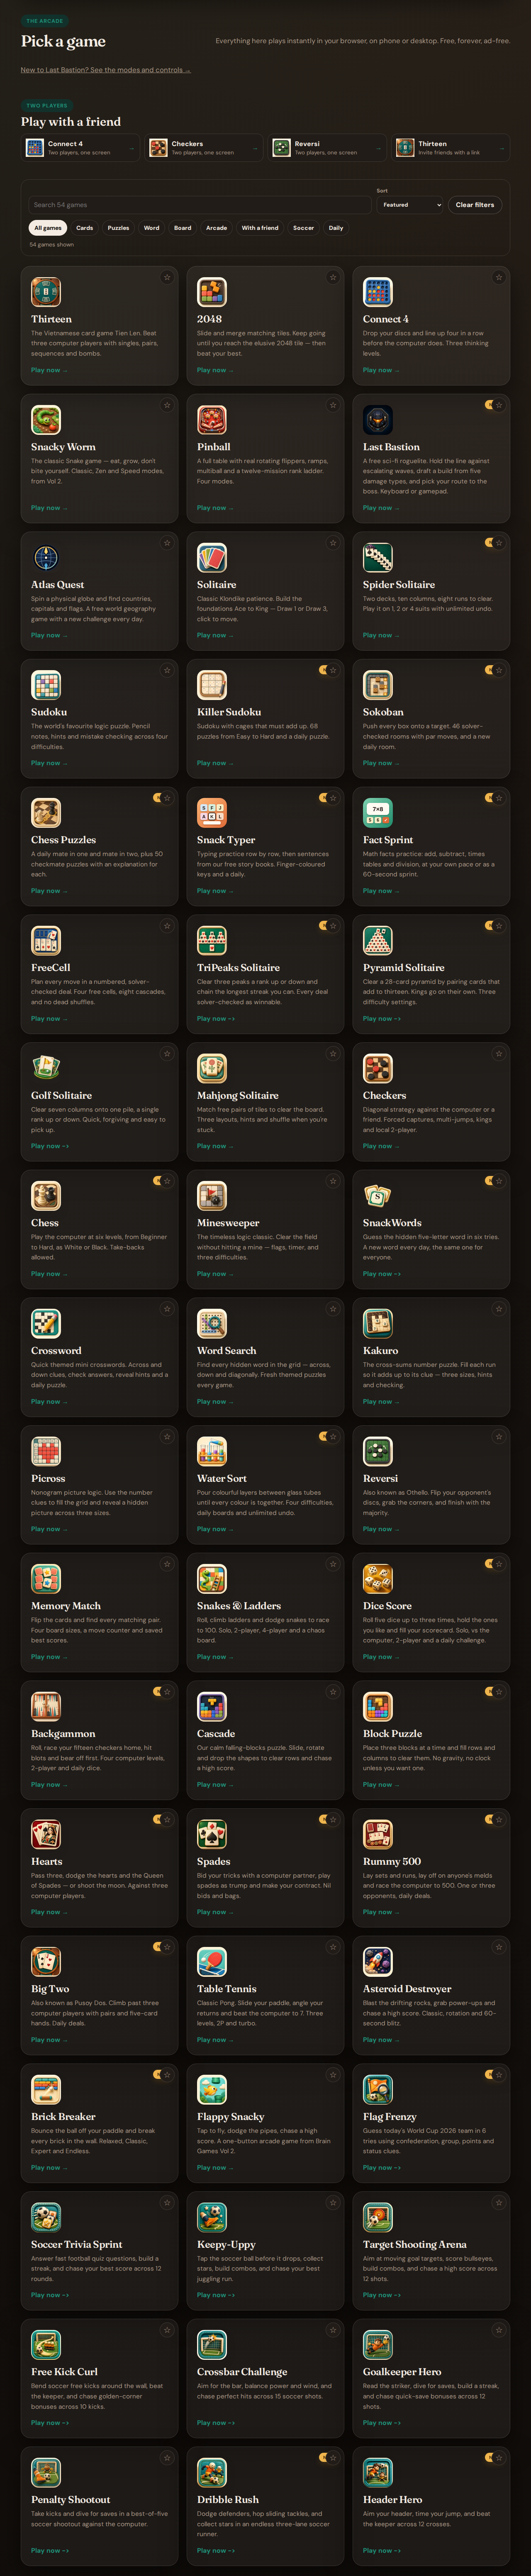 THE ARCADE
Pick a game
Everything here plays instantly in your browser, on phone or desktop. Free, forever, ad-free.
New to Last Bastion? See the modes and controls →
TWO PLAYERS
Play with a friend
Connect 4
Two players, one screen
Checkers
Two players, one screen
Reversi
Two players, one screen
Thirteen
Invite friends with a link
Sort
Search 54 games
Featured
Clear filters
All games
Cards
Puzzles
Word
Board
Arcade
With a friend
Soccer
Daily
54 games shown
Thirteen
The Vietnamese card game Tien Len. Beat
three computer players with singles, pairs,
sequences and bombs.
Play now →
2048
Slide and merge matching tiles. Keep going
until you reach the elusive 2048 tile — then
beat your best.
Play now →
Connect 4
Drop your discs and line up four in a row
before the computer does. Three thinking
levels.
Play now →
Snacky Worm
The classic Snake game — eat, grow, don't
bite yourself. Classic, Zen and Speed modes,
from Vol 2.
Play now →
Pinball
A full table with real rotating flippers, ramps,
multiball and a twelve-mission rank ladder.
Four modes.
Play now →
Last Bastion
A free sci-fi roguelite. Hold the line against
escalating waves, draft a build from five
damage types, and pick your route to the
boss. Keyboard or gamepad.
Play now →
Atlas Quest
Spin a physical globe and find countries,
capitals and flags. A free world geography
game with a new challenge every day.
Play now →
Solitaire
Classic Klondike patience. Build the
foundations Ace to King — Draw 1 or Draw 3,
click to move.
Play now →
Spider Solitaire
Two decks, ten columns, eight runs to clear.
Play it on 1, 2 or 4 suits with unlimited undo.
Play now →
Sudoku
The world's favourite logic puzzle. Pencil
notes, hints and mistake checking across four
difficulties.
Play now →
Killer Sudoku
Sudoku with cages that must add up. 68
puzzles from Easy to Hard and a daily puzzle.
Play now →
Sokoban
Push every box onto a target. 46 solver-
checked rooms with par moves, and a new
daily room.
Play now →
Chess Puzzles
A daily mate in one and mate in two, plus 50
checkmate puzzles with an explanation for
each.
Play now →
Snack Typer
Typing practice row by row, then sentences
from our free story books. Finger-coloured
keys and a daily.
Play now →
7×8
Fact Sprint
Math facts practice: add, subtract, times
tables and division, at your own pace or as a
60-second sprint.
Play now →
FreeCell
Plan every move in a numbered, solver-
checked deal. Four free cells, eight cascades,
and no dead shuffles.
Play now →
TriPeaks Solitaire
Clear three peaks a rank up or down and
chain the longest streak you can. Every deal
solver-checked as winnable.
Play now ->
Pyramid Solitaire
Clear a 28-card pyramid by pairing cards that
add to thirteen. Kings go on their own. Three
difficulty settings.
Play now ->
Golf Solitaire
Clear seven columns onto one pile, a single
rank up or down. Quick, forgiving and easy to
pick up.
Play now ->
Mahjong Solitaire
Match free pairs of tiles to clear the board.
Three layouts, hints and shuffle when you're
stuck.
Play now →
Checkers
Diagonal strategy against the computer or a
friend. Forced captures, multi-jumps, kings
and local 2-player.
Play now →
Chess
Play the computer at six levels, from Beginner
to Hard, as White or Black. Take-backs
allowed.
Play now →
Minesweeper
The timeless logic classic. Clear the field
without hitting a mine — flags, timer, and
three difficulties.
Play now →
SnackWords
Guess the hidden five-letter word in six tries.
A new word every day, the same one for
everyone.
Play now ->
Crossword
Quick themed mini crosswords. Across and
down clues, check answers, reveal hints and a
daily puzzle.
Play now →
Word Search
Find every hidden word in the grid — across,
down and diagonally. Fresh themed puzzles
every game.
Play now →
Kakuro
The cross-sums number puzzle. Fill each run
so it adds up to its clue — three sizes, hints
and checking.
Play now →
Picross
Nonogram picture logic. Use the number
clues to fill the grid and reveal a hidden
picture across three sizes.
Play now →
Water Sort
Pour colourful layers between glass tubes
until every colour is together. Four difficulties,
daily boards and unlimited undo.
Play now →
Reversi
Also known as Othello. Flip your opponent's
discs, grab the corners, and finish with the
majority.
Play now →
Memory Match
Flip the cards and find every matching pair.
Four board sizes, a move counter and saved
best scores.
Play now →
Snakes & Ladders
Roll, climb ladders and dodge snakes to race
to 100. Solo, 2-player, 4-player and a chaos
board.
Play now →
Dice Score
Roll five dice up to three times, hold the ones
you like and fill your scorecard. Solo, vs the
computer, 2-player and a daily challenge.
Play now →
Backgammon
Roll, race your fifteen checkers home, hit
blots and bear off first. Four computer levels,
2-player and daily dice.
Play now →
Cascade
Our calm falling-blocks puzzle. Slide, rotate
and drop the shapes to clear rows and chase
a high score.
Play now →
Block Puzzle
Place three blocks at a time and fill rows and
columns to clear them. No gravity, no clock
unless you want one.
Play now →
Hearts
Pass three, dodge the hearts and the Queen
of Spades — or shoot the moon. Against three
computer players.
Play now →
Spades
Bid your tricks with a computer partner, play
spades as trump and make your contract. Nil
bids and bags.
Play now →
Rummy 500
Lay sets and runs, lay off on anyone's melds
and race the computer to 500. One or three
opponents, daily deals.
Play now →
Big Two
Also known as Pusoy Dos. Climb past three
computer players with pairs and five-card
hands. Daily deals.
Play now →
Table Tennis
Classic Pong. Slide your paddle, angle your
returns and beat the computer to 7. Three
levels, 2P and turbo.
Play now →
Asteroid Destroyer
Blast the drifting rocks, grab power-ups and
chase a high score. Classic, rotation and 60-
second blitz.
Play now →
Brick Breaker
Bounce the ball off your paddle and break
every brick in the wall. Relaxed, Classic,
Expert and Endless.
Play now →
Flappy Snacky
Tap to fly, dodge the pipes, chase a high
score. A one-button arcade game from Brain
Games Vol 2.
Play now →
Flag Frenzy
Guess today's World Cup 2026 team in 6
tries using confederation, group, points and
status clues.
Play now ->
Soccer Trivia Sprint
Answer fast football quiz questions, build a
streak, and chase your best score across 12
rounds.
Play now ->
Keepy-Uppy
Tap the soccer ball before it drops, collect
stars, build combos, and chase your best
juggling run.
Play now ->
Target Shooting Arena
Aim at moving goal targets, score bullseyes,
build combos, and chase a high score across
12 shots.
Play now ->
Free Kick Curl
Bend soccer free kicks around the wall, beat
the keeper, and chase golden-corner
bonuses across 10 kicks.
Play now ->
Crossbar Challenge
Aim for the bar, balance power and wind, and
chase perfect hits across 15 soccer shots.
Play now ->
Goalkeeper Hero
Read the striker, dive for saves, build a streak,
and chase quick-save bonuses across 12
shots.
Play now ->
Penalty Shootout
Take kicks and dive for saves in a best-of-five
soccer shootout against the computer.
Play now ->
Dribble Rush
Dodge defenders, hop sliding tackles, and
collect stars in an endless three-lane soccer
runner.
Play now ->
Header Hero
Aim your header, time your jump, and beat
the keeper across 12 crosses.
Play now ->